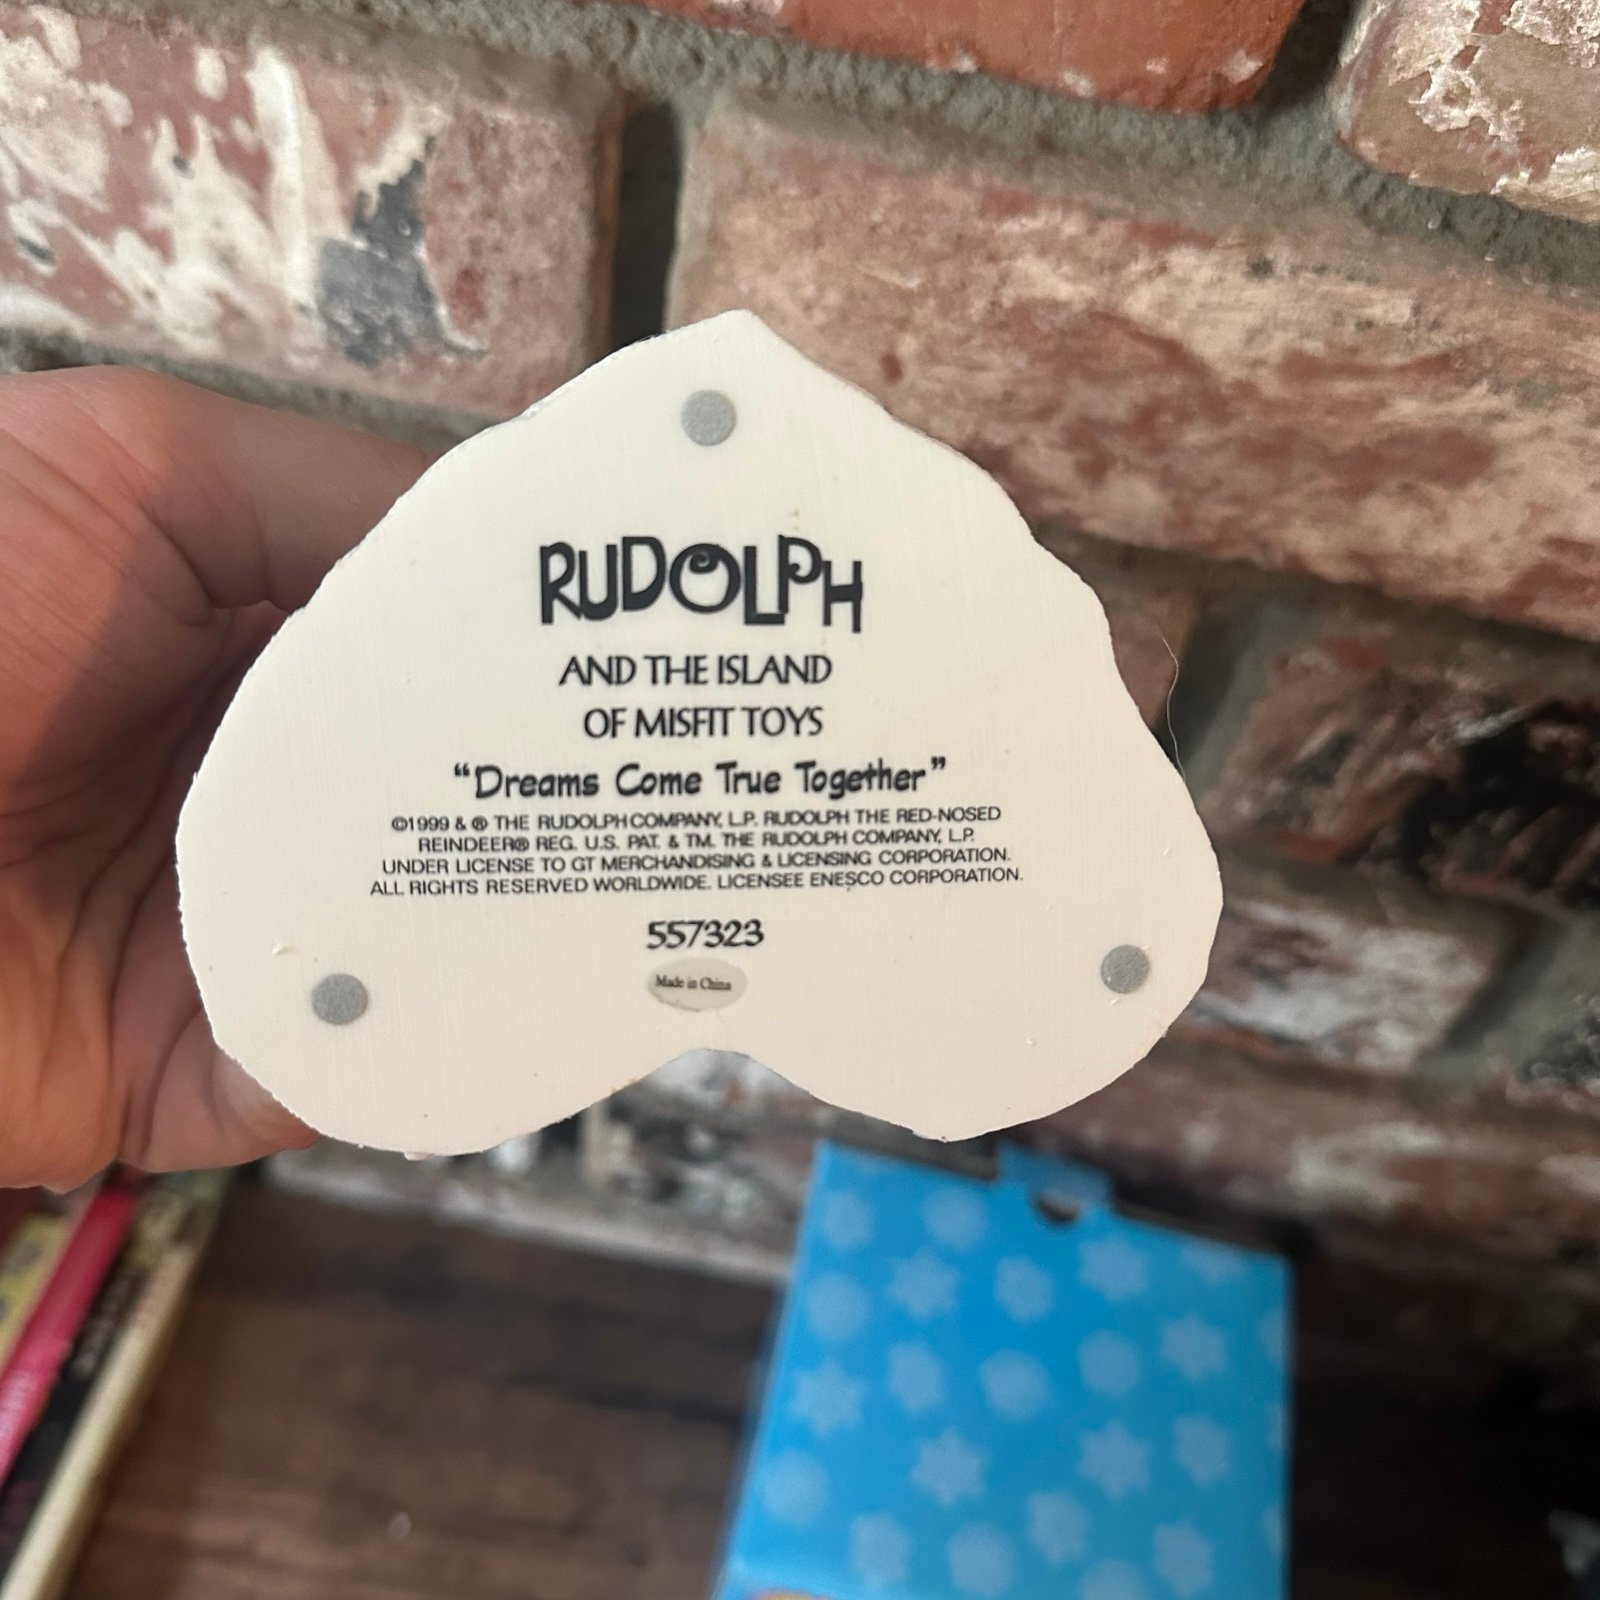 RUDOLPH
AND THE ISLAND
OF MISFIT TOYS
“Dreams Come True Together”
©1999 & ® THE RUDOLPH COMPANY, L.P. RUDOLPH THE RED-NOSED
REINDEER® REG. U.S. PAT. & TM. THE RUDOLPH COMPANY, L.P.
UNDER LICENSE TO GT MERCHANDISING & LICENSING CORPORATION.
ALL RIGHTS RESERVED WORLDWIDE. LICENSEE ENESCO CORPORATION.
557323
Made in China